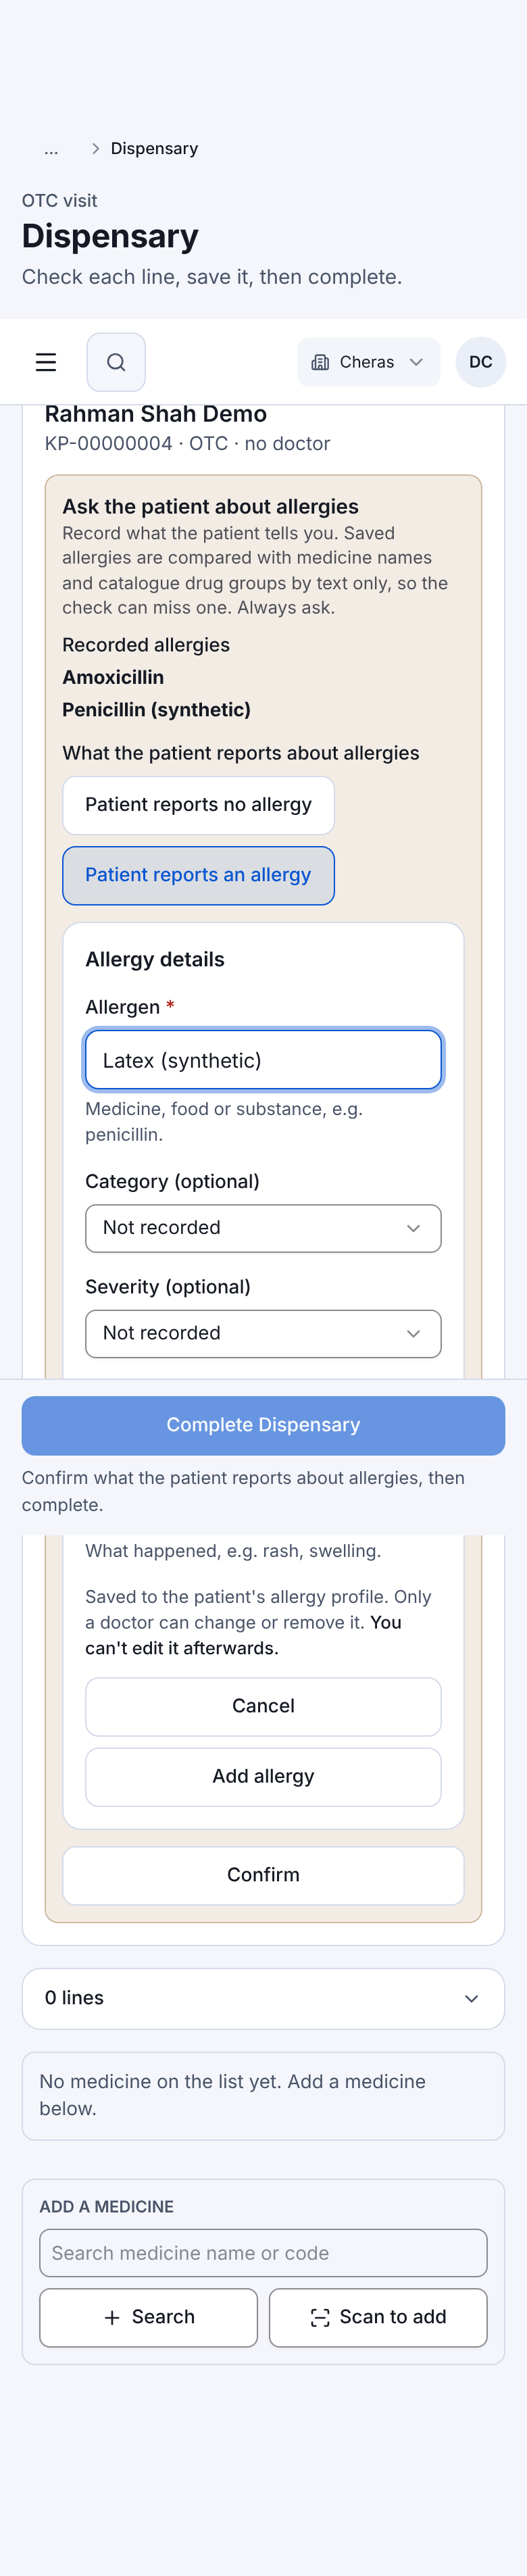 ... > Dispensary
OTC visit
Dispensary
Check each line, save it, then complete.
Cheras
DC
Rahman Shah Demo
KP-00000004 · OTC · no doctor
Ask the patient about allergies
Record what the patient tells you. Saved
allergies are compared with medicine names
and catalogue drug groups by text only, so the
check can miss one. Always ask.
Recorded allergies
Amoxicillin
Penicillin (synthetic)
What the patient reports about allergies
Patient reports no allergy
Patient reports an allergy
Allergy details
Allergen *
Latex (synthetic)
Medicine, food or substance, e.g.
penicillin.
Category (optional)
Not recorded
Severity (optional)
Not recorded
Complete Dispensary
Confirm what the patient reports about allergies, then
complete.
What happened, e.g. rash, swelling.
Saved to the patient's allergy profile. Only
a doctor can change or remove it. You
can't edit it afterwards.
Cancel
Add allergy
Confirm
0 lines
No medicine on the list yet. Add a medicine
below.
ADD A MEDICINE
Search medicine name or code
Search
Scan to add